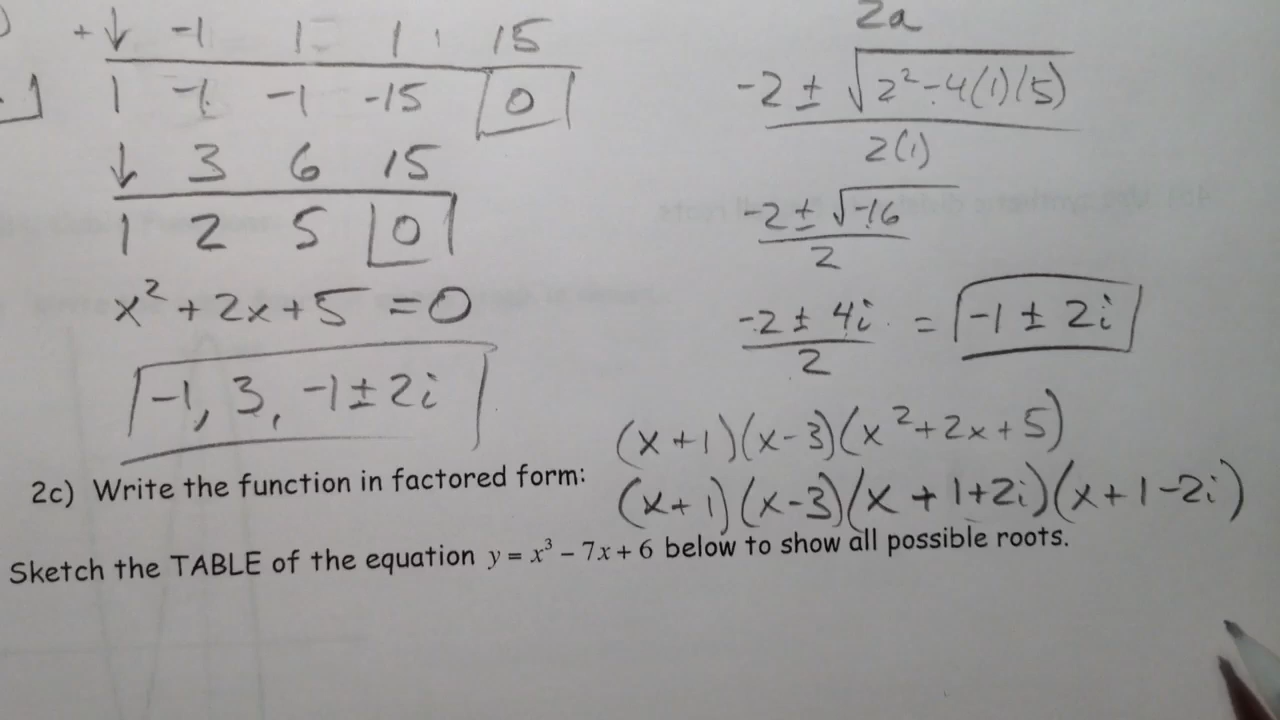 +↓ -1 1 1 15
1 -1 -1 -15 0
↓ 3 6 15
1 2 5 0
x² + 2x + 5 = 0
-1, 3, -1 ± 2i
2a
-2 ± √2² - 4(1)(5)
2(1)
-2 ± √-16
2
-2 ± 4i = -1 ± 2i
2
(x + 1)(x - 3)(x² + 2x + 5)
2c) Write the function in factored form: (x + 1)(x - 3)(x + 1 + 2i)(x + 1 - 2i)
Sketch the TABLE of the equation y = x³ − 7x + 6 below to show all possible roots.